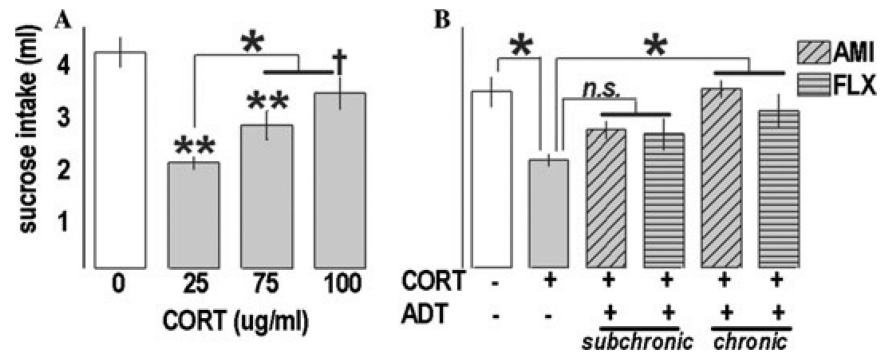 A
B
sucrose intake (ml)
4
3
2
1
*
†
**
**
0 25 75 100
CORT (ug/ml)
* *
n.s.
AMI
FLX
CORT - + + + + +
ADT - - + + + +
subchronic chronic